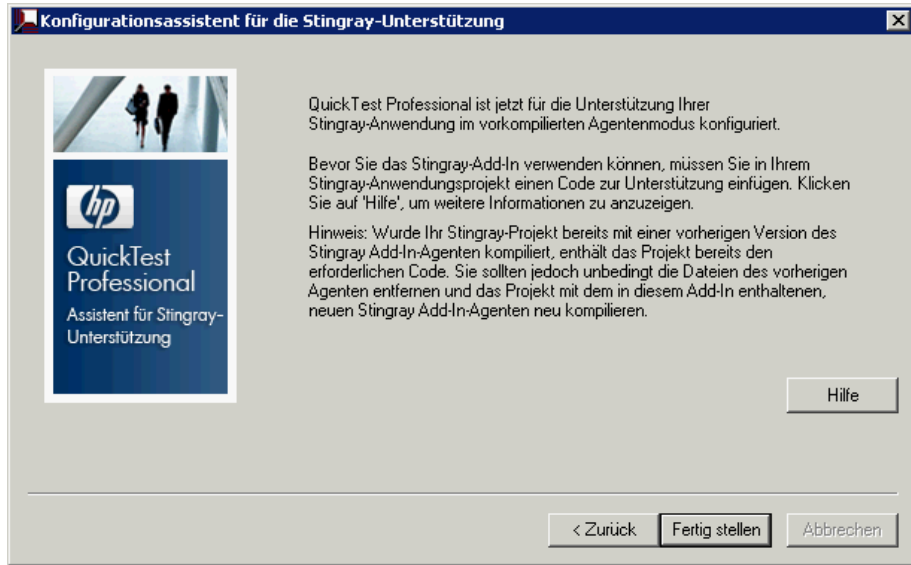 Konfigurationsassistent für die Stingray-Unterstützung
hp
QuickTest
Professional
Assistent für Stingray-
Unterstützung
QuickTest Professional ist jetzt für die Unterstützung Ihrer
Stingray-Anwendung im vorkompilierten Agentenmodus konfiguriert.
Bevor Sie das Stingray-Add-In verwenden können, müssen Sie in Ihrem
Stingray-Anwendungsprojekt einen Code zur Unterstützung einfügen. Klicken
Sie auf 'Hilfe', um weitere Informationen zu anzuzeigen.
Hinweis: Wurde Ihr Stingray-Projekt bereits mit einer vorherigen Version des
Stingray Add-In-Agenten kompiliert, enthält das Projekt bereits den
erforderlichen Code. Sie sollten jedoch unbedingt die Dateien des vorherigen
Agenten entfernen und das Projekt mit dem in diesem Add-In enthaltenen,
neuen Stingray Add-In-Agenten neu kompilieren.
Hilfe
< Zurück
Fertig stellen
Abbrechen